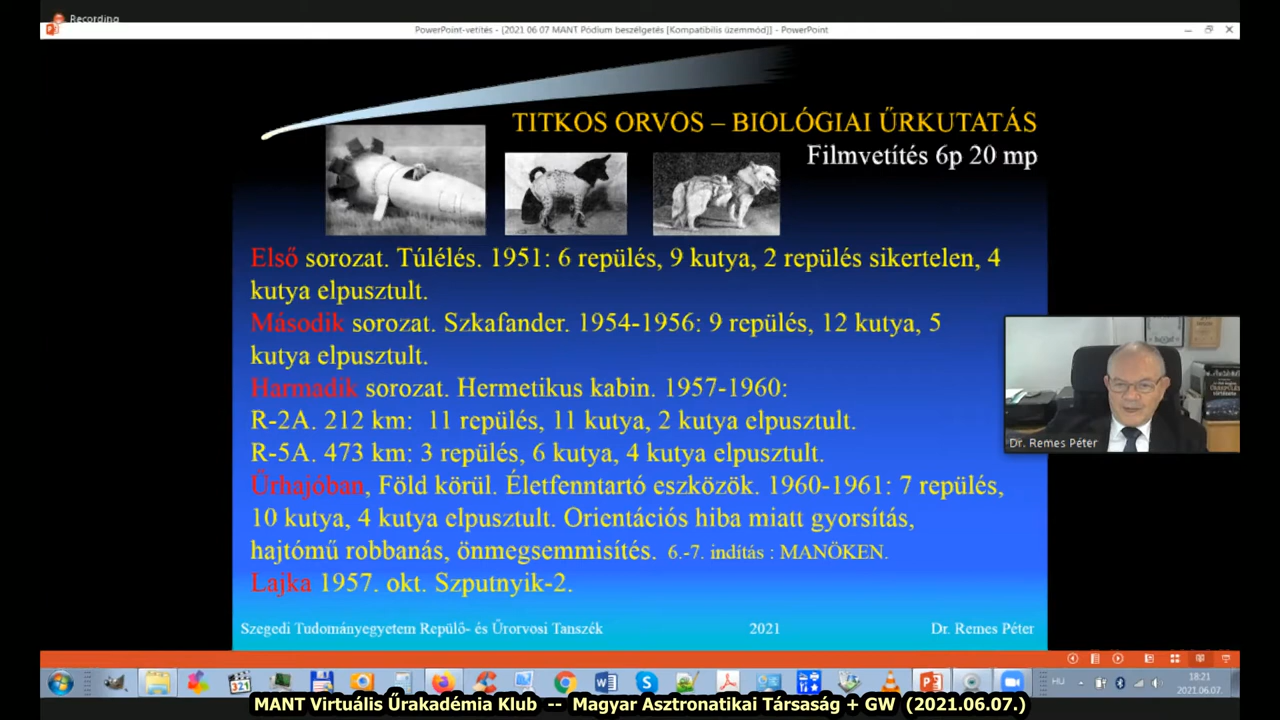 Recording
PowerPoint-vetítés - [2021 06 07 MANT Pódium beszélgetés [Kompatibilis üzemmód]] - PowerPoint
TITKOS ORVOS – BIOLÓGIAI ŰRKUTATÁS
Filmvetítés 6p 20 mp
Első sorozat. Túlélés. 1951: 6 repülés, 9 kutya, 2 repülés sikertelen, 4
kutya elpusztult.
Második sorozat. Szkafander. 1954-1956: 9 repülés, 12 kutya, 5
kutya elpusztult.
Harmadik sorozat. Hermetikus kabin. 1957-1960:
R-2A. 212 km: 11 repülés, 11 kutya, 2 kutya elpusztult.
R-5A. 473 km: 3 repülés, 6 kutya, 4 kutya elpusztult.
Űrhajóban, Föld körül. Életfenntartó eszközök. 1960-1961: 7 repülés,
10 kutya, 4 kutya elpusztult. Orientációs hiba miatt gyorsítás,
hajtómű robbanás, önmegsemmisítés. 6.-7. indítás : MANÖKEN.
Lajka 1957. okt. Szputnyik-2.
Szegedi Tudományegyetem Repülő- és Űrorvosi Tanszék 2021 Dr. Remes Péter
Dr. Remes Péter
321
HU
18:21
2021.06.07.
MANT Virtuális Űrakadémia Klub -- Magyar Asztronatikai Társaság + GW (2021.06.07.)